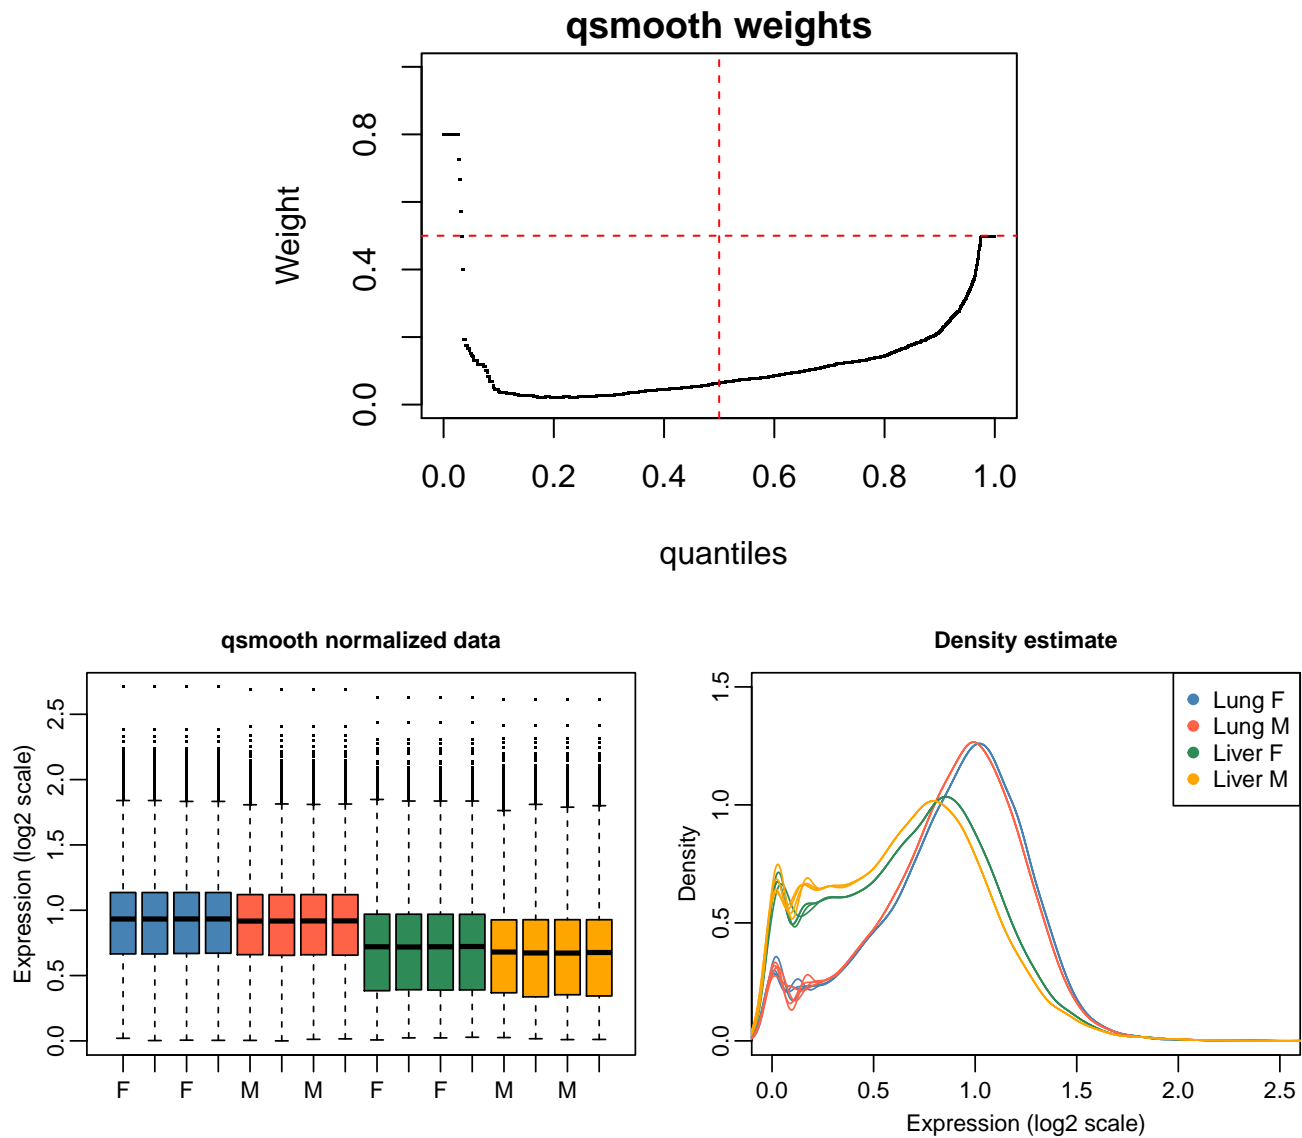 qsmooth weights
Weight
0.8
0.4
0.0
0.0 0.2 0.4 0.6 0.8 1.0
quantiles
qsmooth normalized data
Expression (log2 scale)
2.5
2.0
1.5
1.0
0.5
0.0
F F M M F F M M
Density estimate
Density
1.5
1.0
0.5
0.0
Lung F
Lung M
Liver F
Liver M
0.0 0.5 1.0 1.5 2.0 2.5
Expression (log2 scale)